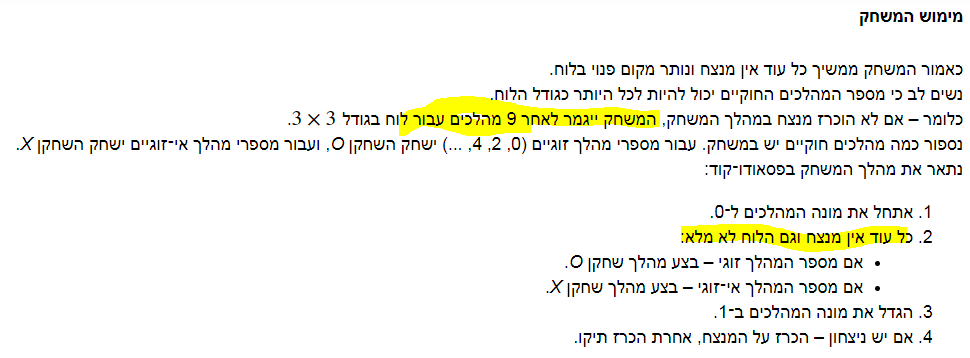 מימוש המשחק
כאמור המשחק ממשיך כל עוד אין מנצח ונותר מקום פנוי בלוח.
נשים לב כי מספר המהלכים החוקיים יכול להיות לכל היותר כגודל הלוח.
כלומר – אם לא הוכרז מנצח במהלך המשחק, המשחק ייגמר לאחר 9 מהלכים עבור לוח בגודל 3 × 3.
נספור כמה מהלכים חוקיים יש במשחק. עבור מספרי מהלך זוגיים (0, 2, 4, ...) ישחק השחקן O, ועבור מספרי מהלך אי־זוגיים ישחק השחקן X.
נתאר את מהלך המשחק בפסאודו־קוד:
1. אתחל את מונה המהלכים ל־0.
2. כל עוד אין מנצח וגם הלוח לא מלא:
• אם מספר המהלך זוגי – בצע מהלך שחקן O.
• אם מספר המהלך אי־זוגי – בצע מהלך שחקן X.
3. הגדל את מונה המהלכים ב־1.
4. אם יש ניצחון – הכרז על המנצח, אחרת הכרז תיקו.